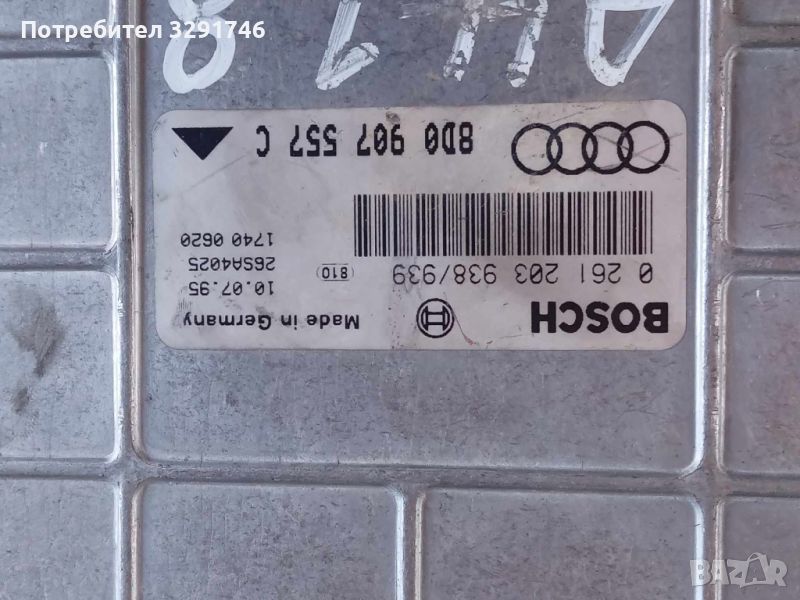 Потребител 3291746
BOSCH
Made in Germany
0 261 203 938/939
810
10.07.95
26SA4025
1740 0620
8D0 907 557 C
BAZAR